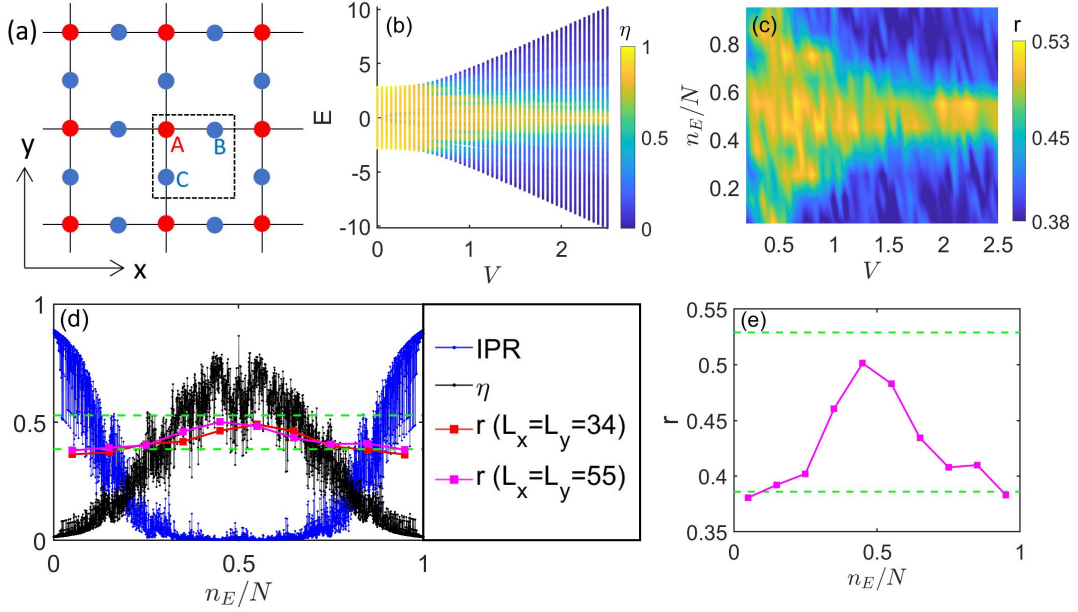 (a)
A
B
C
y
x
(b)
η
10
5
0
-5
-10
E
0
1
2
V
1
0.5
0
(c)
r
0.8
0.6
0.4
0.2
n_E/N
0.5
1
1.5
2
2.5
V
0.53
0.45
0.38
(d)
1
0.5
0
0
0.5
1
n_E/N
IPR
η
r (L_x=L_y=34)
r (L_x=L_y=55)
(e)
0.55
0.5
0.45
0.4
0.35
r
0
0.5
1
n_E/N